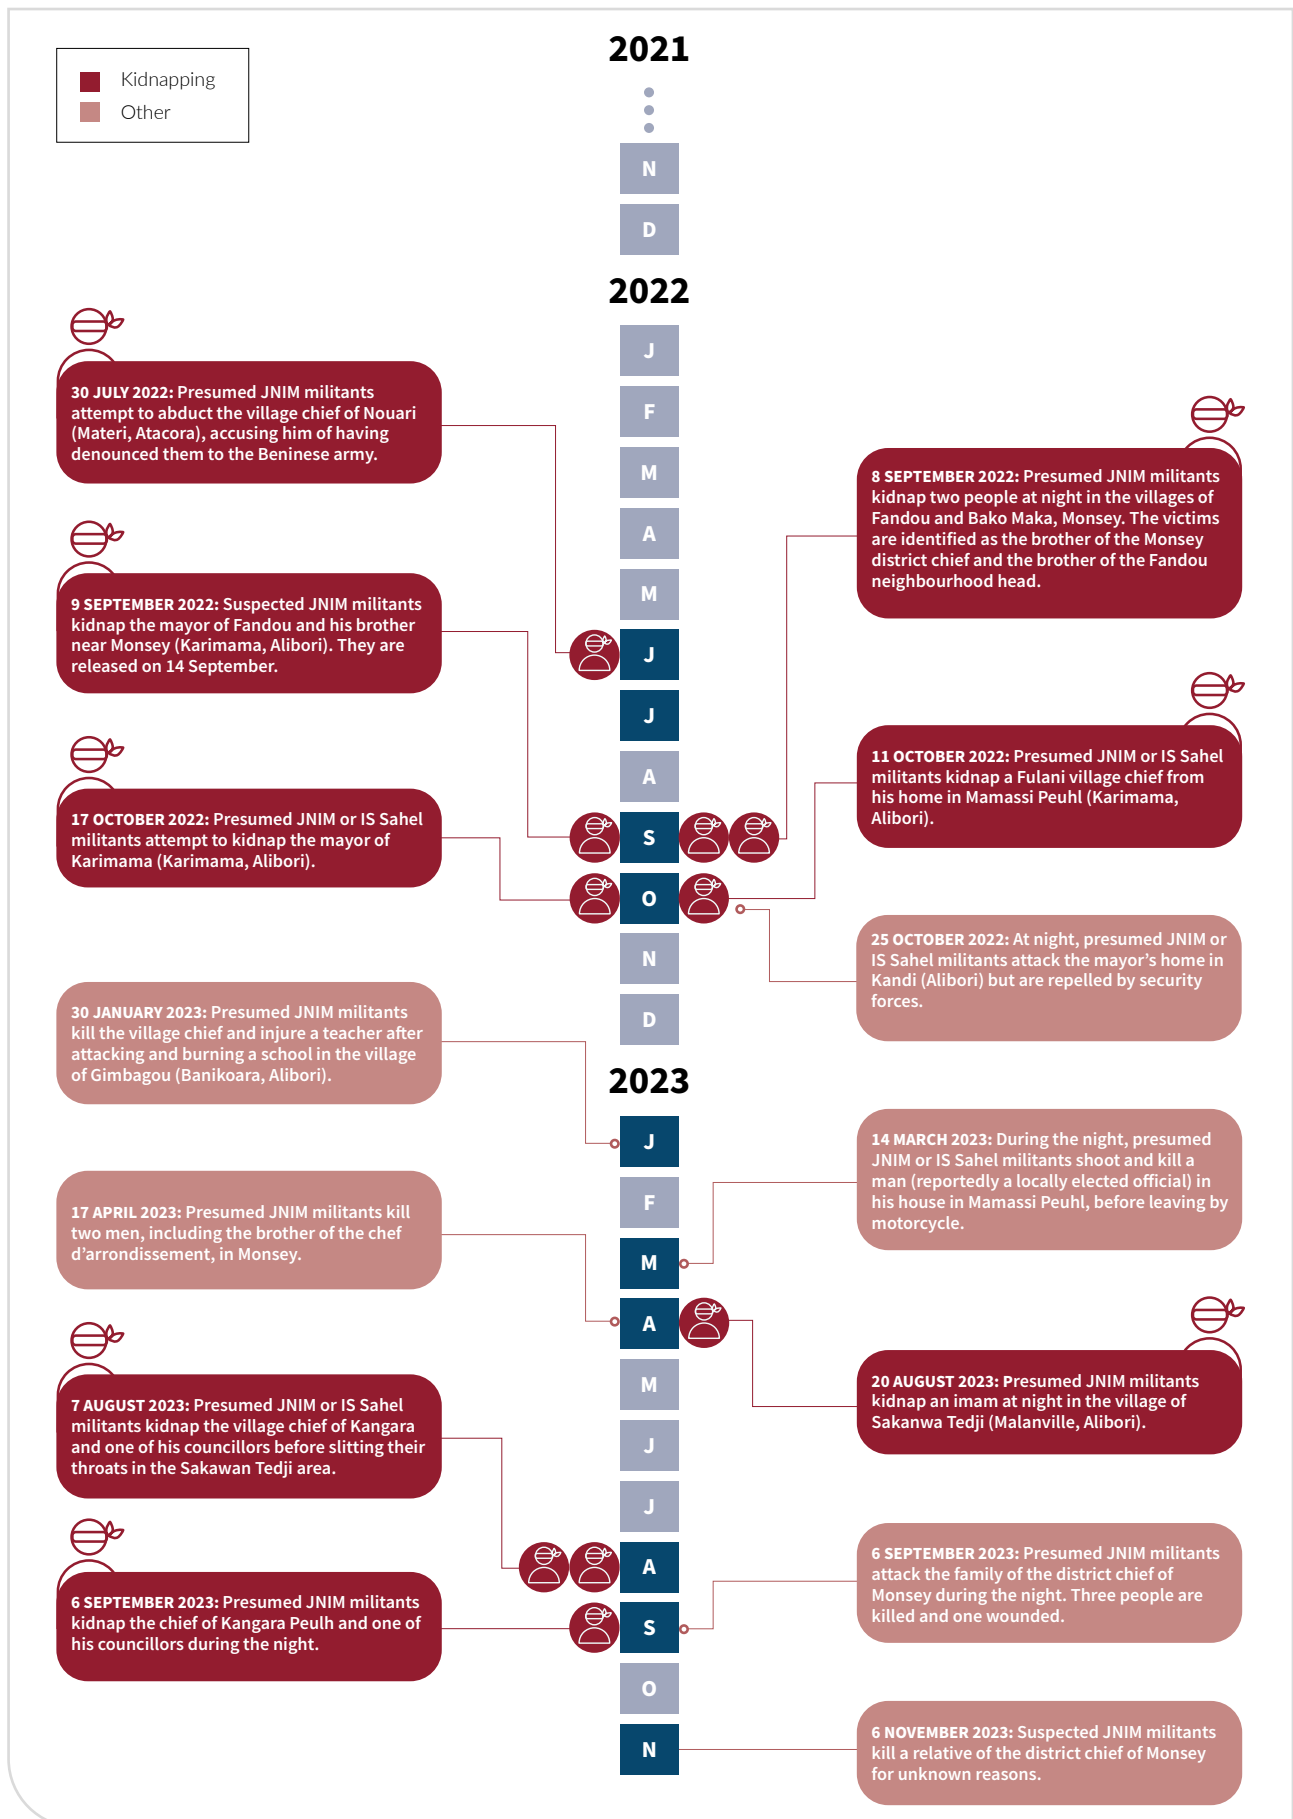 Kidnapping
Other
2021
N
D
2022
J
F
M
A
M
J
J
A
S
O
N
D
2023
J
F
M
A
M
J
J
A
S
O
N
30 JULY 2022: Presumed JNIM militants
attempt to abduct the village chief of Nouari
(Materi, Atacora), accusing him of having
denounced them to the Beninese army.
8 SEPTEMBER 2022: Presumed JNIM militants
kidnap two people at night in the villages of
Fandou and Bako Maka, Monsey. The victims
are identified as the brother of the Monsey
district chief and the brother of the Fandou
neighbourhood head.
9 SEPTEMBER 2022: Suspected JNIM militants
kidnap the mayor of Fandou and his brother
near Monsey (Karimama, Alibori). They are
released on 14 September.
11 OCTOBER 2022: Presumed JNIM or IS Sahel
militants kidnap a Fulani village chief from
his home in Mamassi Peuhl (Karimama,
Alibori).
17 OCTOBER 2022: Presumed JNIM or IS Sahel
militants attempt to kidnap the mayor of
Karimama (Karimama, Alibori).
25 OCTOBER 2022: At night, presumed JNIM or
IS Sahel militants attack the mayor's home in
Kandi (Alibori) but are repelled by security
forces.
30 JANUARY 2023: Presumed JNIM militants
kill the village chief and injure a teacher after
attacking and burning a school in the village
of Gimbagou (Banikoara, Alibori).
14 MARCH 2023: During the night, presumed
JNIM or IS Sahel militants shoot and kill a
man (reportedly a locally elected official) in
his house in Mamassi Peuhl, before leaving by
motorcycle.
17 APRIL 2023: Presumed JNIM militants kill
two men, including the brother of the chef
d'arrondissement, in Monsey.
20 AUGUST 2023: Presumed JNIM militants
kidnap an imam at night in the village of
Sakanwa Tedji (Malanville, Alibori).
7 AUGUST 2023: Presumed JNIM or IS Sahel
militants kidnap the village chief of Kangara
and one of his councillors before slitting their
throats in the Sakawan Tedji area.
6 SEPTEMBER 2023: Presumed JNIM militants
attack the family of the district chief of
Monsey during the night. Three people are
killed and one wounded.
6 SEPTEMBER 2023: Presumed JNIM militants
kidnap the chief of Kangara Peulh and one of
his councillors during the night.
6 NOVEMBER 2023: Suspected JNIM militants
kill a relative of the district chief of Monsey
for unknown reasons.